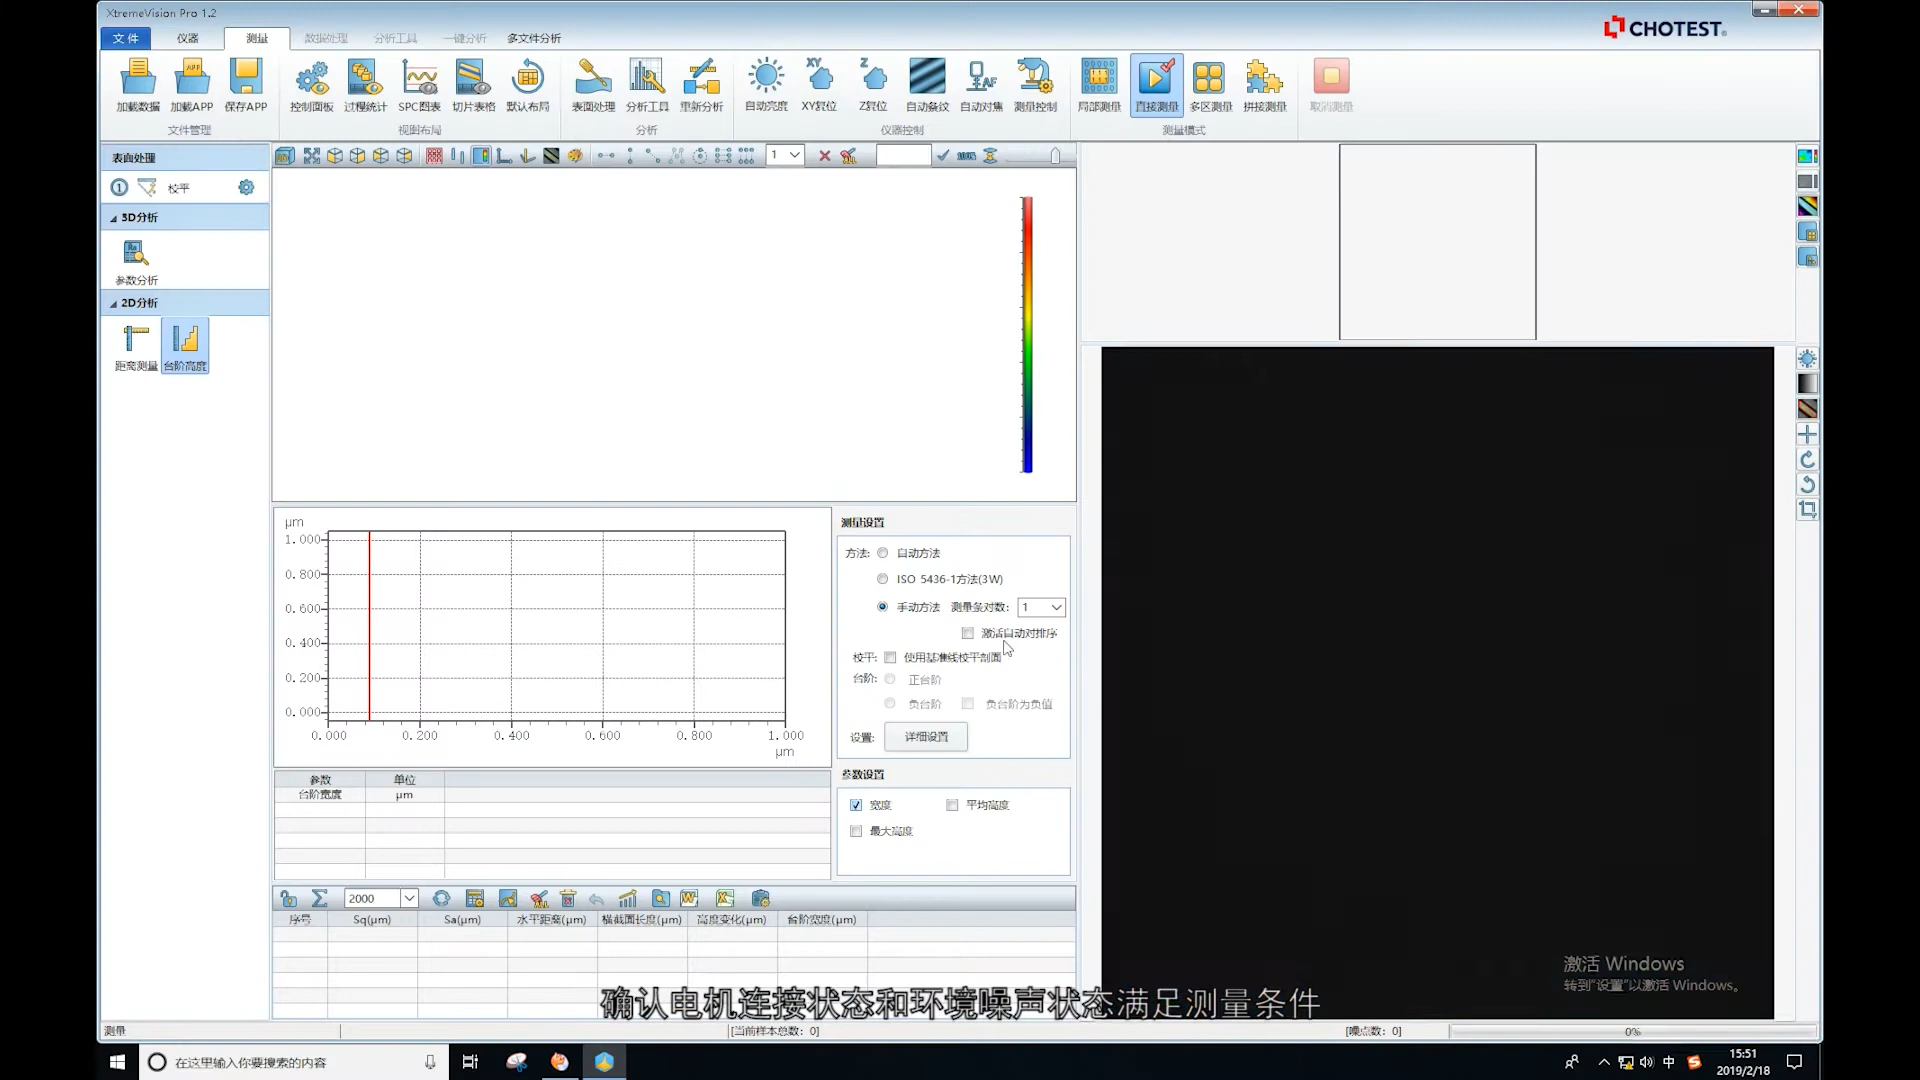 XtremeVision Pro 1.2
CHOTEST
文件 仪器 测量 数据处理 分析工具 一键分析 多文件分析
加载数据 加载APP 保存APP 控制面板 过程统计 SPC图表 切片表格 默认布局 表面处理 分析工具 重新分析 自动亮度 XY复位 Z复位 自动条纹 自动对焦 测量控制 局部测量 直接测量 多区测量 拼接测量 取消测量
文件管理 视图布局 分析 仪器控制 测量模式
表面处理
1 校平
3D分析
参数分析
2D分析
距离测量 台阶高度
1
100%
μm
1.000
0.800
0.600
0.400
0.200
0.000
0.000 0.200 0.400 0.600 0.800 1.000
μm
测量设置
方法: 自动方法
ISO 5436-1方法(3W)
手动方法 测量条对数: 1
激活自动对排序
校平: 使用基准线校平剖面
台阶: 正台阶
负台阶 负台阶为负值
设置: 详细设置
参数 单位
台阶宽度 μm
参数设置
宽度 平均高度
最大高度
2000
序号 Sq(μm) Sa(μm) 水平距离(μm) 横截面长度(μm) 高度变化(μm) 台阶宽度(μm)
激活 Windows
转到"设置"以激活 Windows。
确认电机连接状态和环境噪声状态满足测量条件
测量 [当前样本总数: 0] [噪点数: 0] 0%
在这里输入你要搜索的内容
中
15:51
2019/2/18